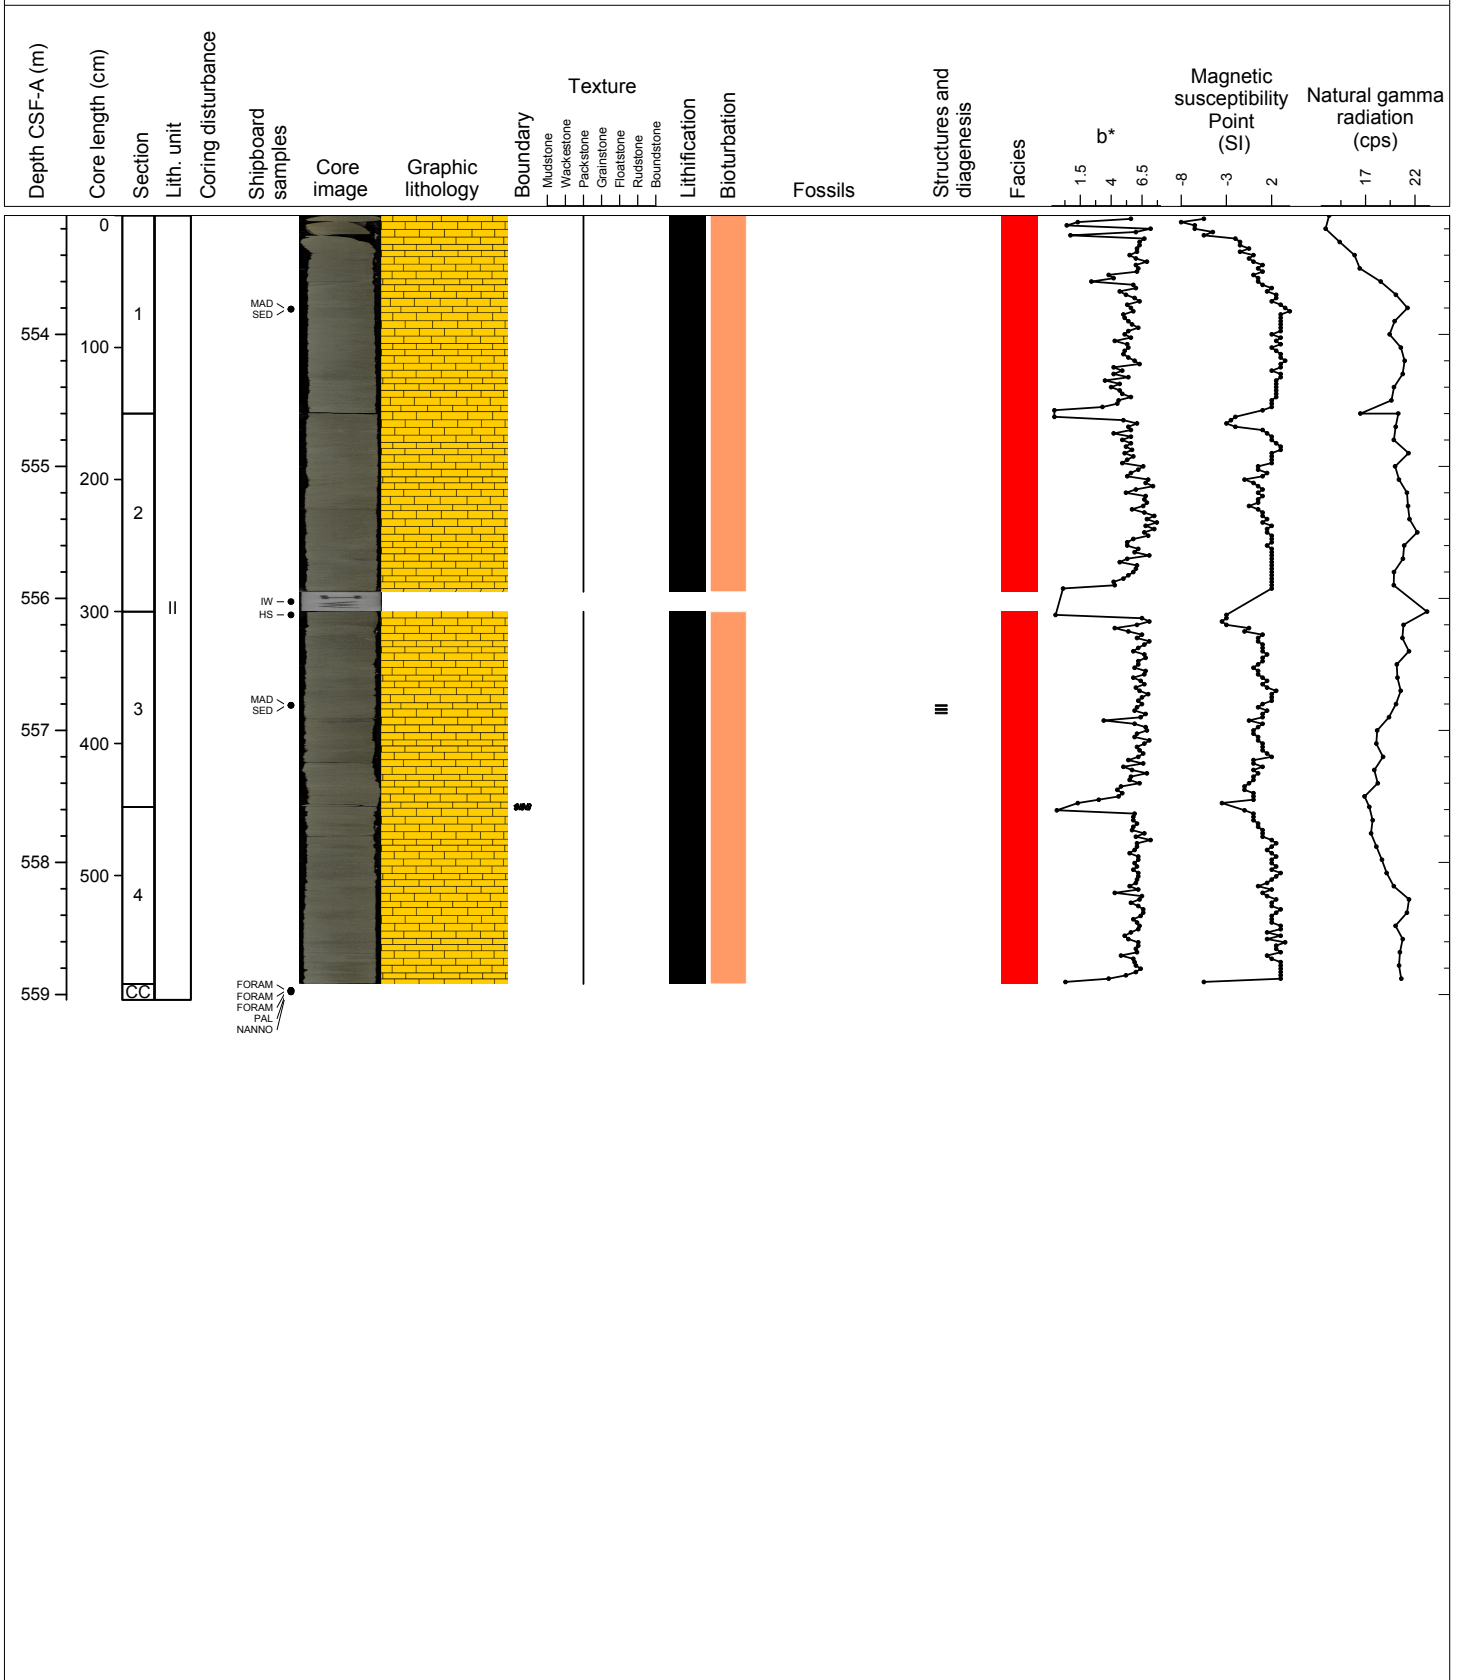 Depth CSF-A (m)
Core length (cm)
Section
Lith. unit
Coring disturbance
Shipboard
samples
Core
image
Graphic
lithology
Boundary
Texture
Mudstone
Wackestone
Packstone
Grainstone
Floatstone
Rudstone
Boundstone
Lithification
Bioturbation
Fossils
Structures and
diagenesis
Facies
b*
1.5
4
6.5
Magnetic
susceptibility
Point
(SI)
-8
-3
2
Natural gamma
radiation
(cps)
17
22
0
MAD
SED
1
554
100
555
200
2
IW
556
300
II
HS
MAD
SED
3
557
400
558
500
4
FORAM
559
CC
FORAM
FORAM
PAL
NANNO